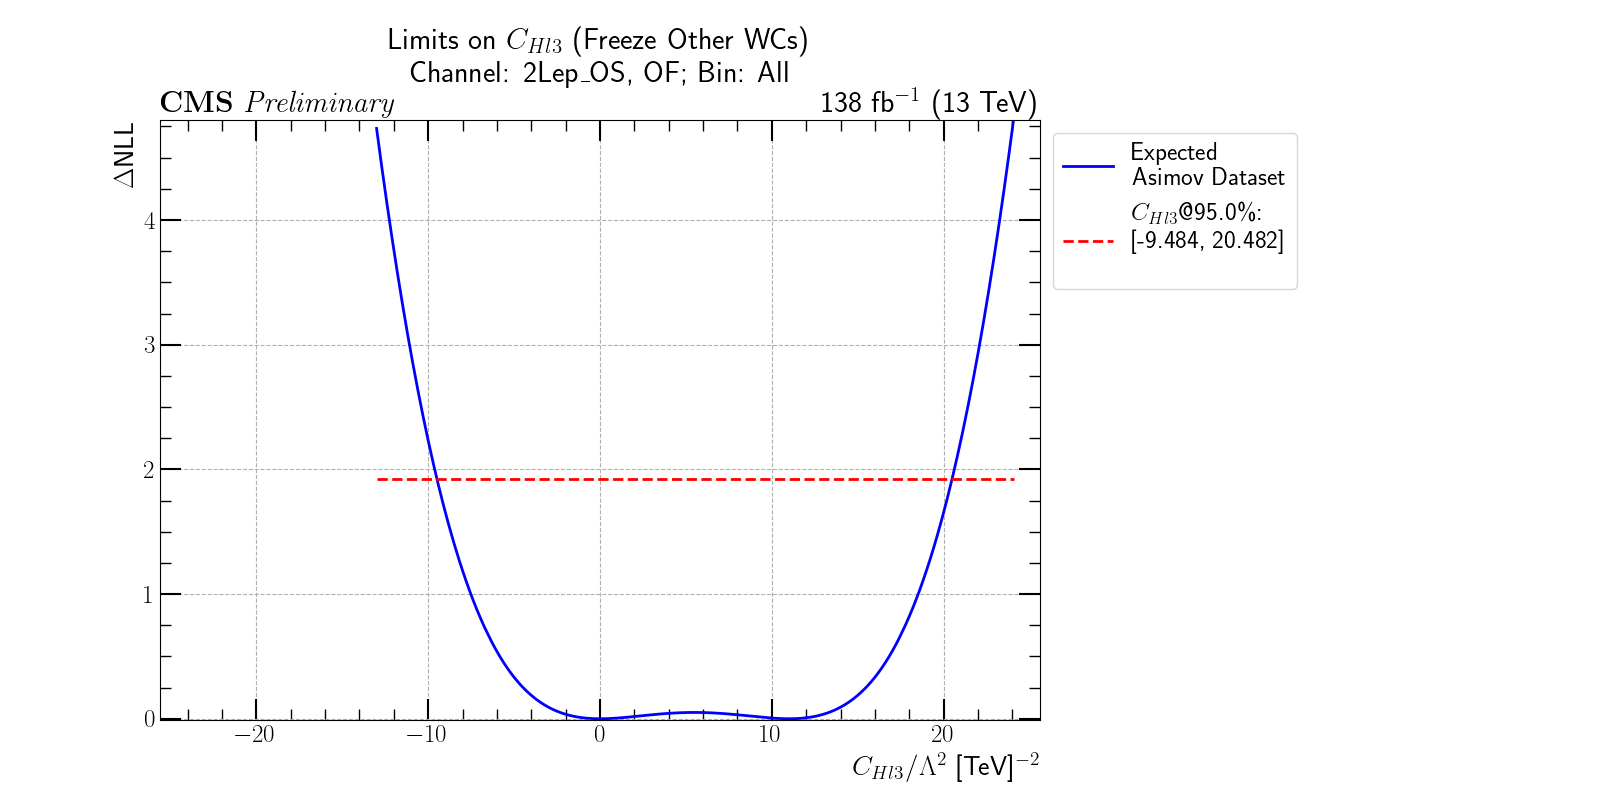 Limits on C_{Hl3} (Freeze Other WCs)
Channel: 2Lep_OS, OF; Bin: All
CMS Preliminary
138 fb^{-1} (13 TeV)
ΔNLL
4
3
2
1
0
−20
−10
0
10
20
C_{Hl3}/Λ^2 [TeV]^{-2}
Expected
Asimov Dataset
C_{Hl3}@95.0%:
[-9.484, 20.482]